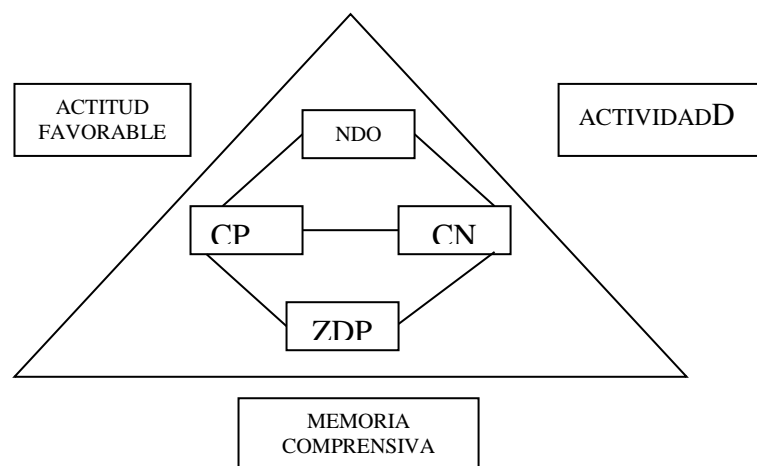 ACTITUD
FAVORABLE
ACTIVIDADD
NDO
CP
CN
ZDP
MEMORIA
COMPRENSIVA